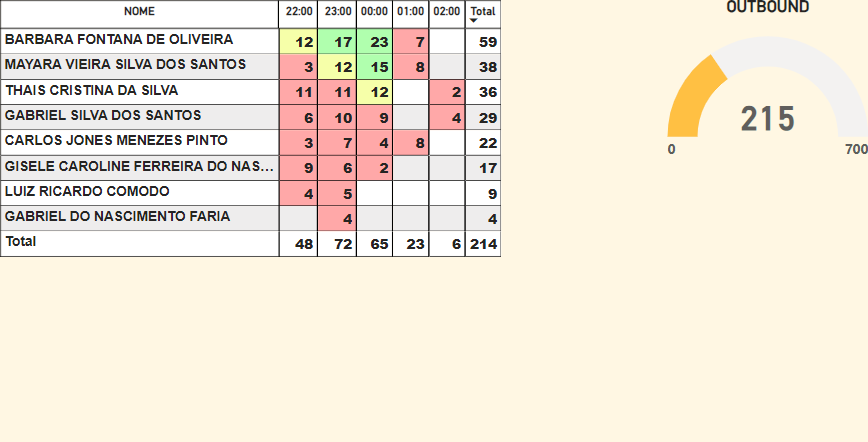 NOME 22:00 23:00 00:00 01:00 02:00 Total
BARBARA FONTANA DE OLIVEIRA 12 17 23 7 59
MAYARA VIEIRA SILVA DOS SANTOS 3 12 15 8 38
THAIS CRISTINA DA SILVA 11 11 12 2 36
GABRIEL SILVA DOS SANTOS 6 10 9 4 29
CARLOS JONES MENEZES PINTO 3 7 4 8 22
GISELE CAROLINE FERREIRA DO NAS... 9 6 2 17
LUIZ RICARDO COMODO 4 5 9
GABRIEL DO NASCIMENTO FARIA 4 4
Total 48 72 65 23 6 214
OUTBOUND
215
0 700